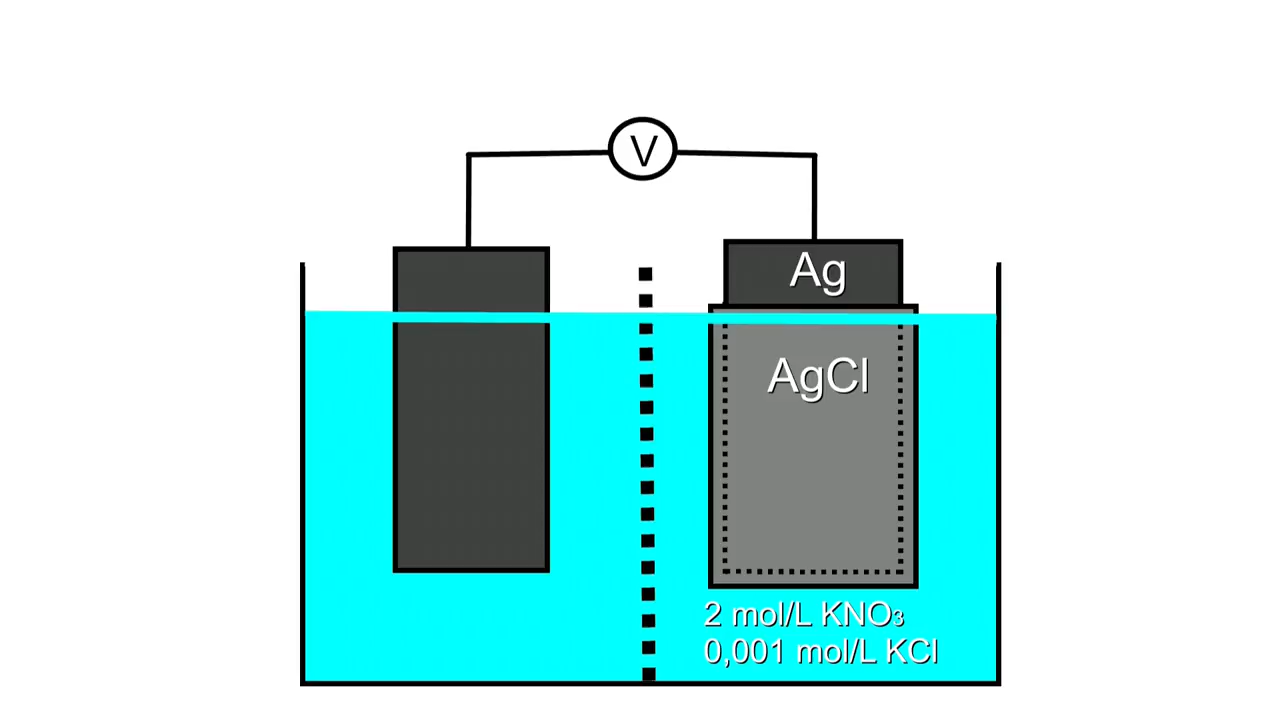 V
Ag
AgCl
2 mol/L KNO₃
0,001 mol/L KCl